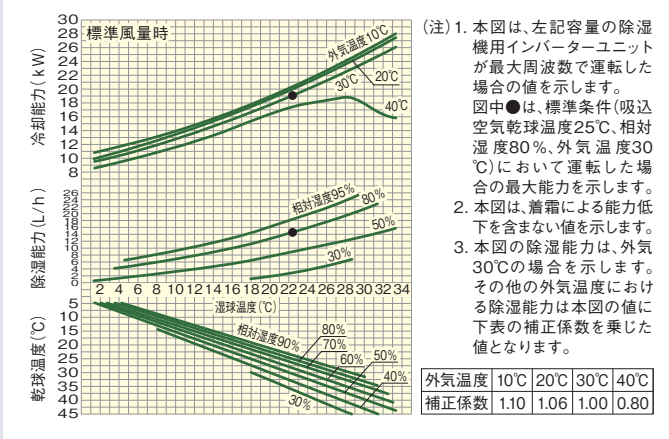 標準風量時
冷却能力(kW)
30
28
26
24
22
20
18
16
14
12
10
8
外気温度10℃
20℃
30℃
40℃
除湿能力(L/h)
26
24
22
20
18
16
14
12
10
8
6
4
2
0
相対湿度95%
80%
50%
30%
2 4 6 8 10 12 14 16 18 20 22 24 26 28 30 32 34
湿球温度(℃)
乾球温度(℃)
5
10
15
20
25
30
35
40
45
相対湿度90%
80%
70%
60%
50%
40%
30%
(注)1. 本図は、左記容量の除湿
機用インバーターユニット
が最大周波数で運転した
場合の値を示します。
図中●は、標準条件(吸込
空気乾球温度25℃、相対
湿度80%、外気温度30
℃)において運転した場
合の最大能力を示します。
2. 本図は、着霜による能力低
下を含まない値を示します。
3. 本図の除湿能力は、外気
30℃の場合を示します。
その他の外気温度におけ
る除湿能力は本図の値に
下表の補正係数を乗じた
値となります。
外気温度 10℃ 20℃ 30℃ 40℃
補正係数 1.10 1.06 1.00 0.80